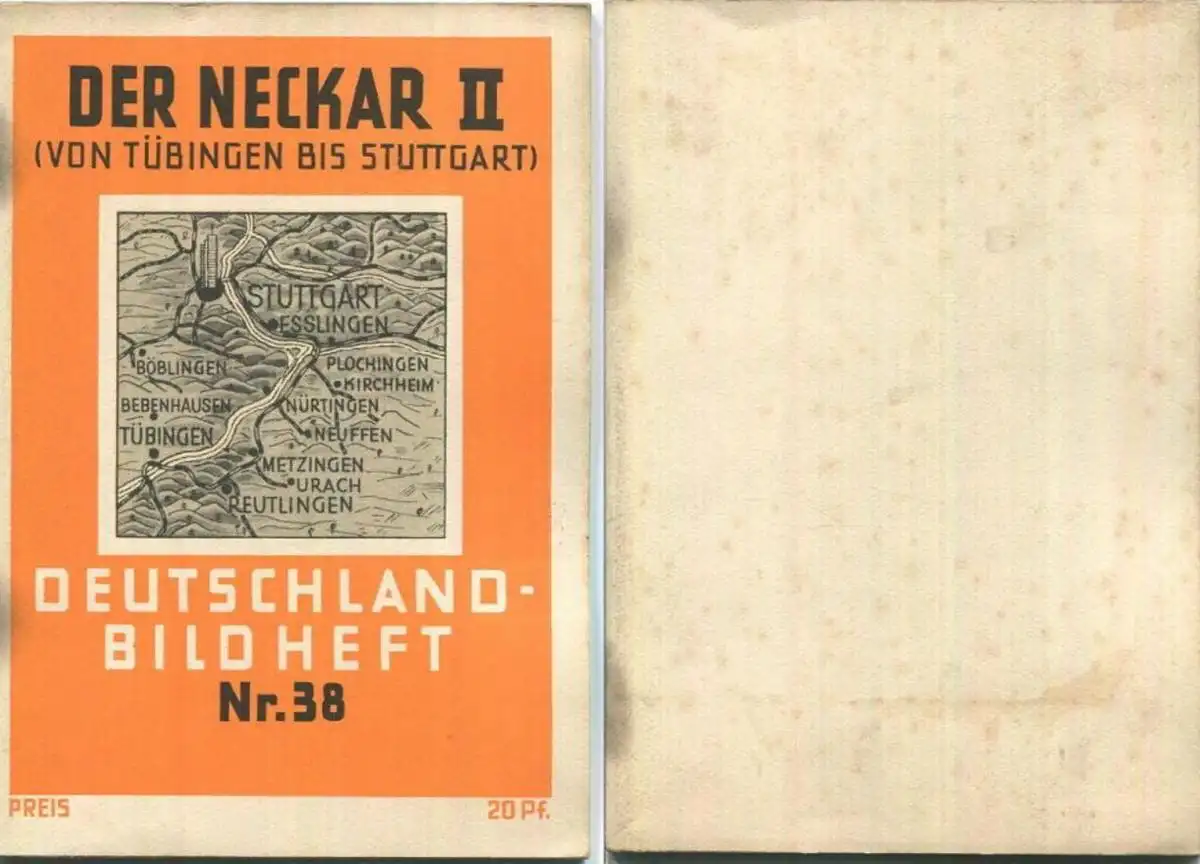 DER NECKAR II
(VON TÜBINGEN BIS STUTTGART)
STUTTGART
ESSLINGEN
BÖBLINGEN
PLOCHINGEN
KIRCHHEIM
BEBENHAUSEN
NÜRTINGEN
TÜBINGEN
NEUFFEN
METZINGEN
URACH
REUTLINGEN
DEUTSCHLAND-
BILDHEFT
Nr. 38
PREIS
20 Pf.